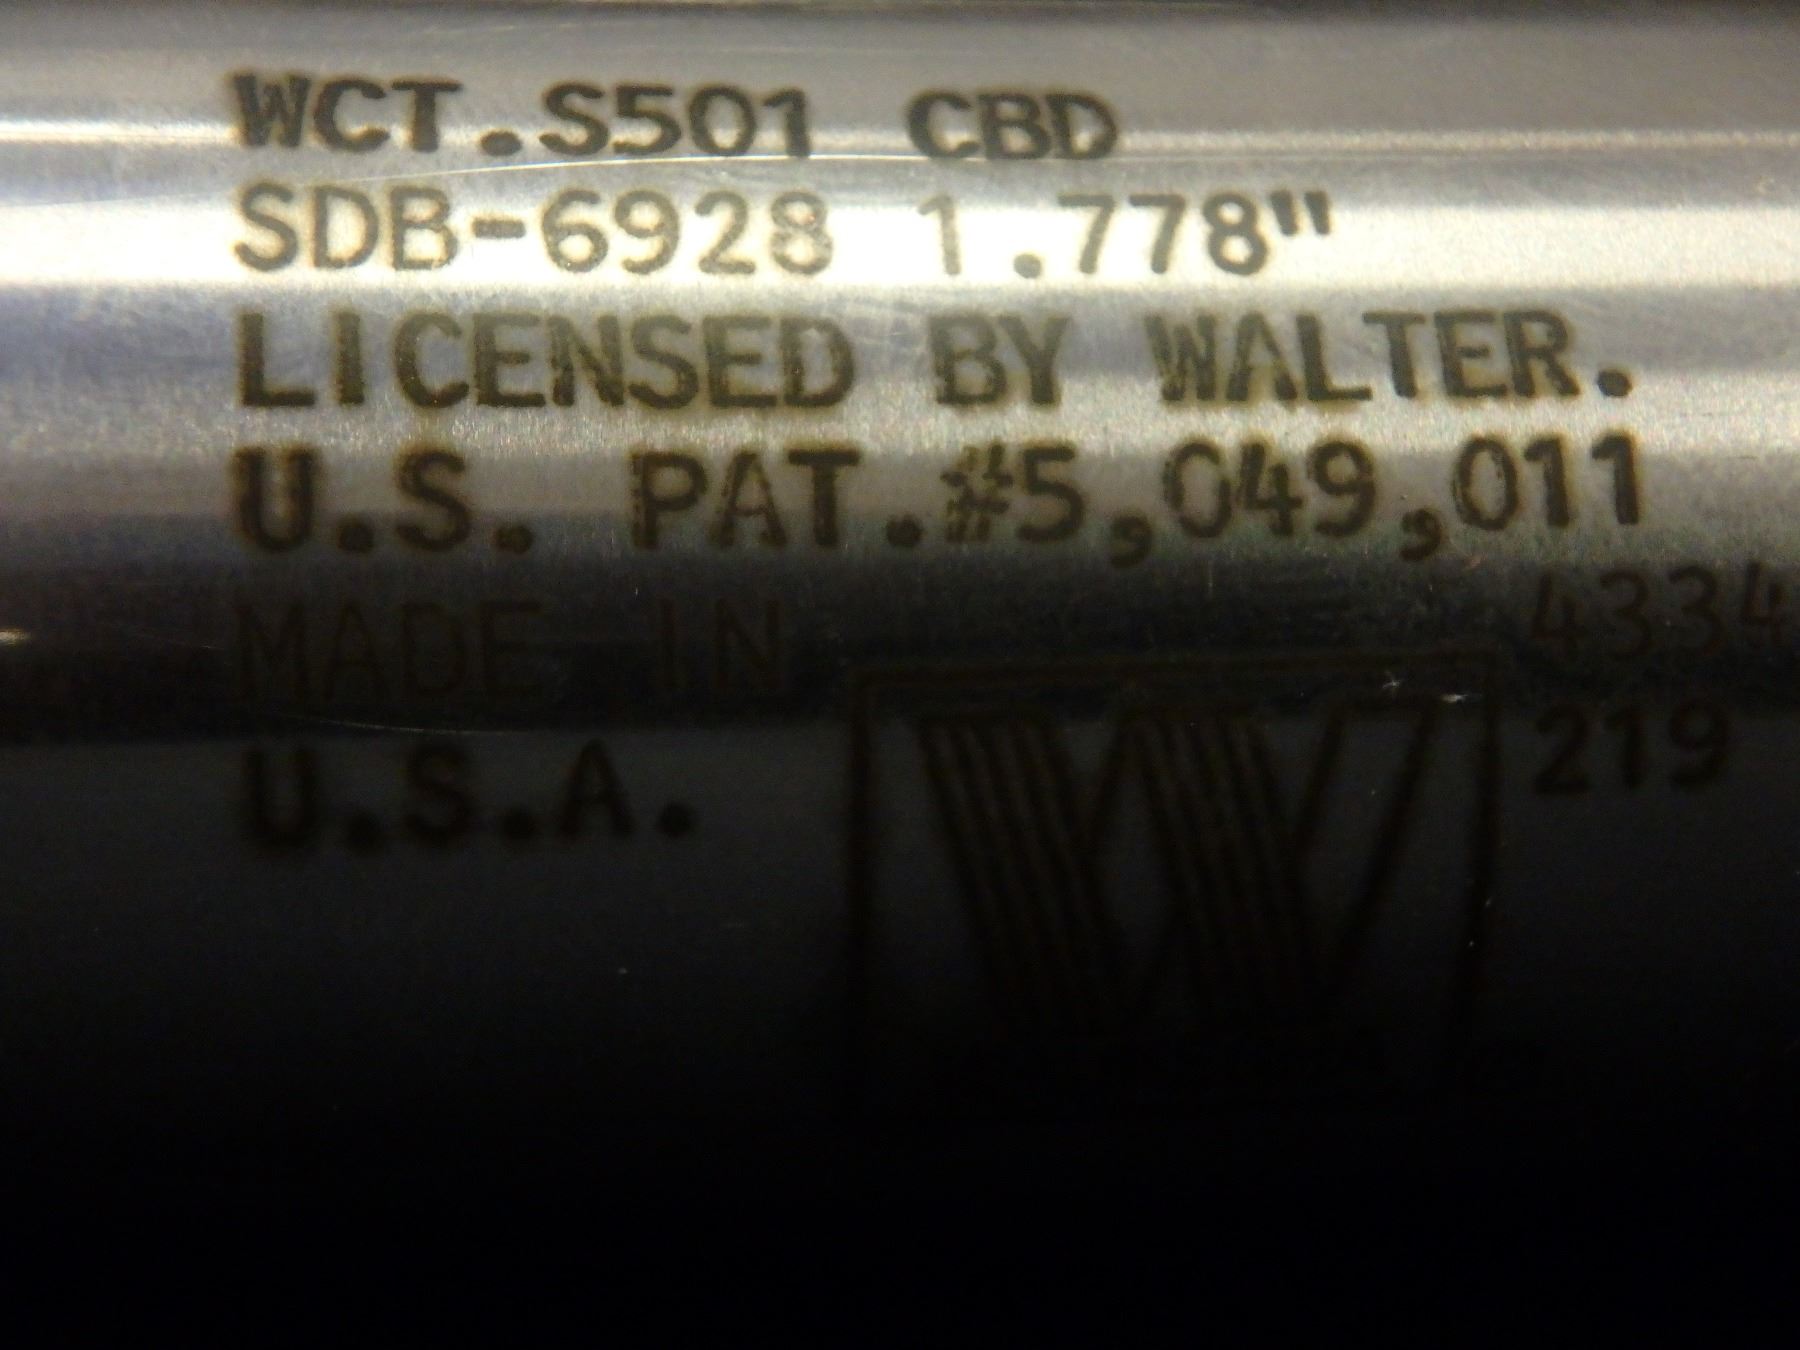 WCT.S501 CBD
SDB-6928 1.778"
LICENSED BY WALTER.
U.S. PAT.#5,049,011
MADE IN
U.S.A.
W
4334
219